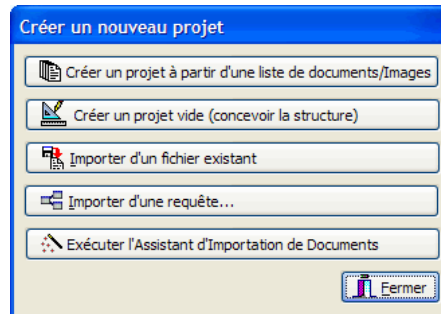 Créer un nouveau projet
Créer un projet à partir d'une liste de documents/Images
Créer un projet vide (concevoir la structure)
Importer d'un fichier existant
Importer d'une requête...
Exécuter l'Assistant d'Importation de Documents
Fermer